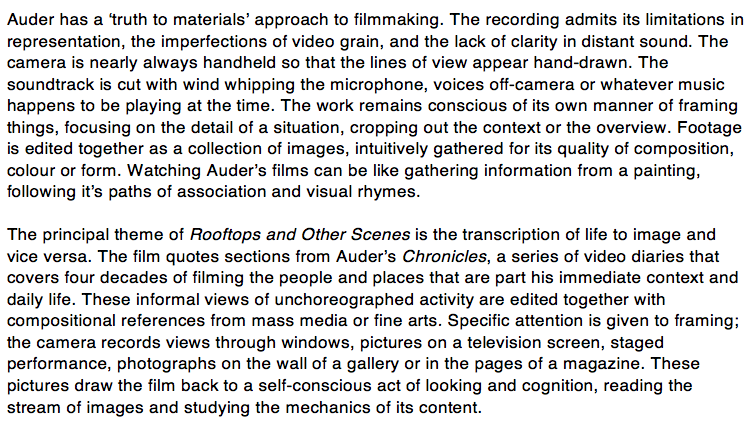 Auder has a ‘truth to materials’ approach to filmmaking. The recording admits its limitations in
representation, the imperfections of video grain, and the lack of clarity in distant sound. The
camera is nearly always handheld so that the lines of view appear hand-drawn. The
soundtrack is cut with wind whipping the microphone, voices off-camera or whatever music
happens to be playing at the time. The work remains conscious of its own manner of framing
things, focusing on the detail of a situation, cropping out the context or the overview. Footage
is edited together as a collection of images, intuitively gathered for its quality of composition,
colour or form. Watching Auder’s films can be like gathering information from a painting,
following it’s paths of association and visual rhymes.
The principal theme of Rooftops and Other Scenes is the transcription of life to image and
vice versa. The film quotes sections from Auder’s Chronicles, a series of video diaries that
covers four decades of filming the people and places that are part his immediate context and
daily life. These informal views of unchoreographed activity are edited together with
compositional references from mass media or fine arts. Specific attention is given to framing;
the camera records views through windows, pictures on a television screen, staged
performance, photographs on the wall of a gallery or in the pages of a magazine. These
pictures draw the film back to a self-conscious act of looking and cognition, reading the
stream of images and studying the mechanics of its content.